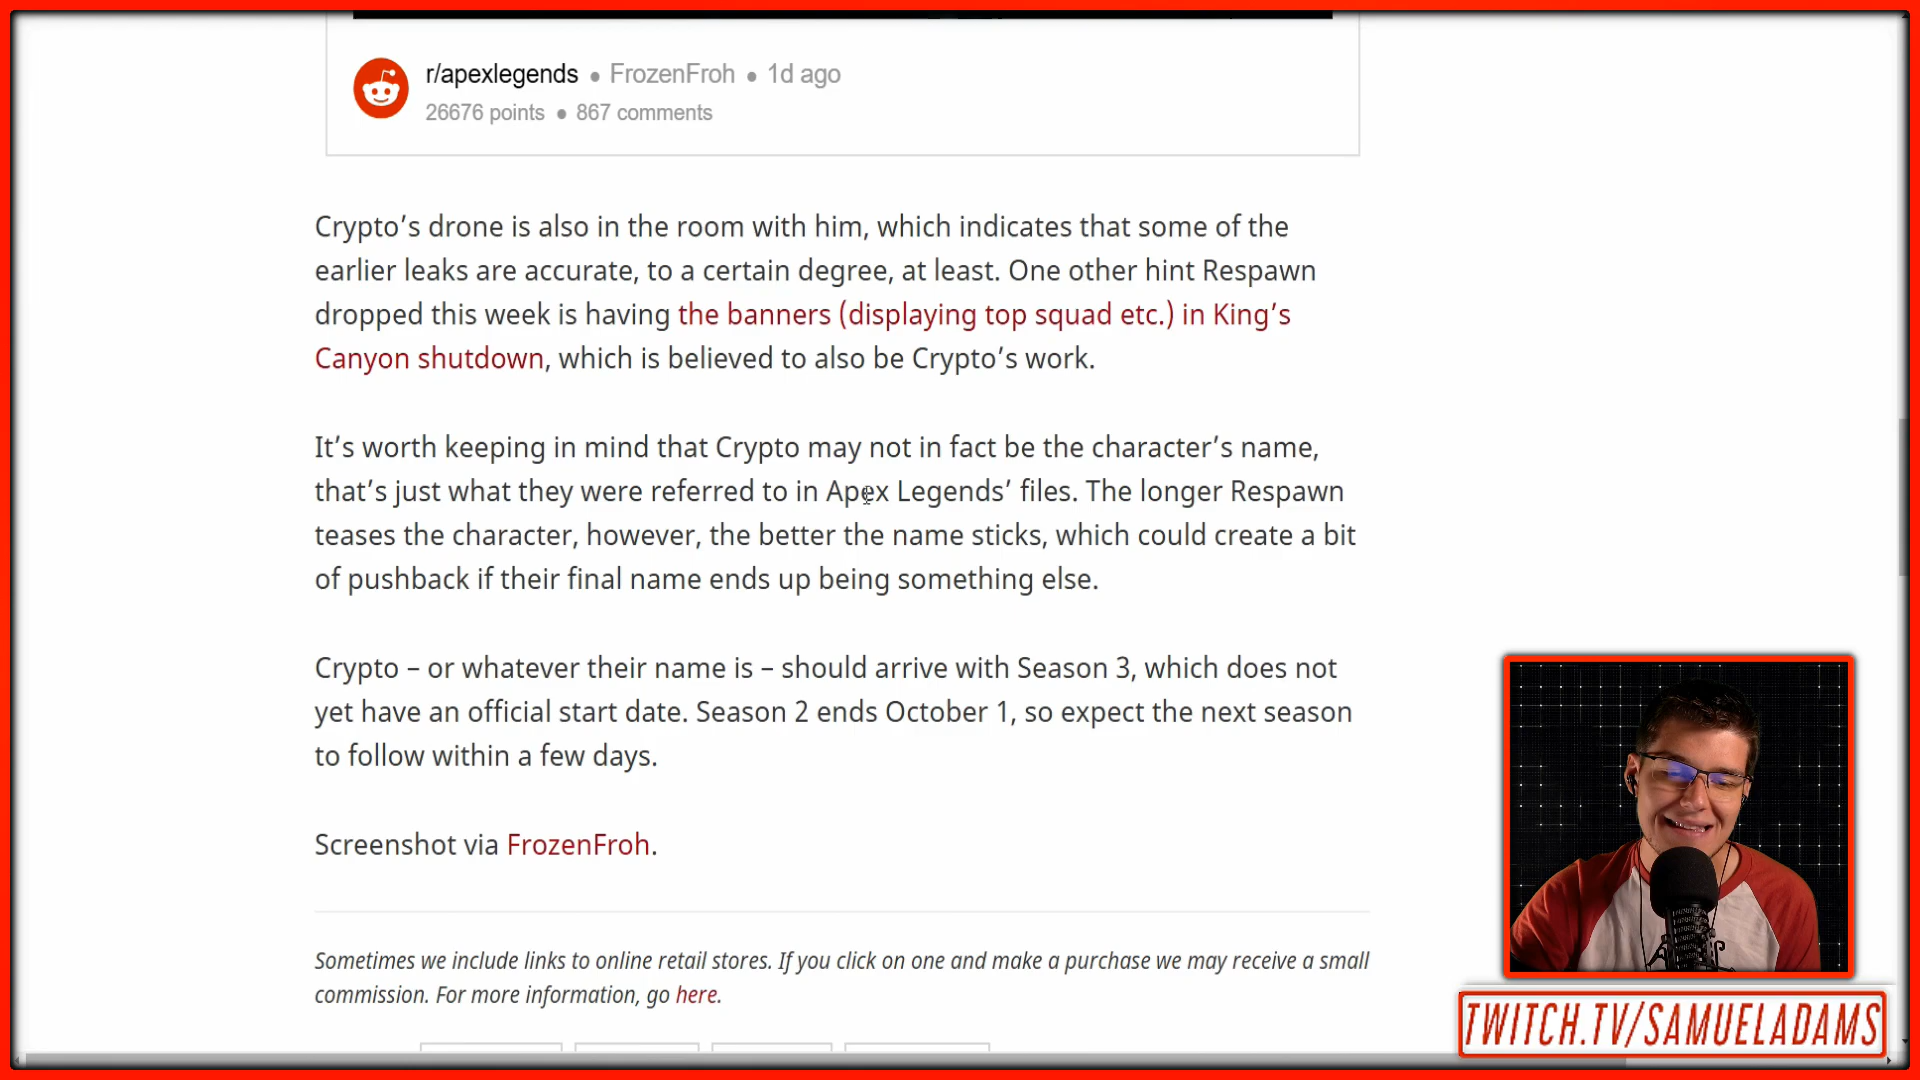 r/apexlegends • FrozenFroh • 1d ago
26676 points • 867 comments
Crypto’s drone is also in the room with him, which indicates that some of the
earlier leaks are accurate, to a certain degree, at least. One other hint Respawn
dropped this week is having the banners (displaying top squad etc.) in King’s
Canyon shutdown, which is believed to also be Crypto’s work.
It’s worth keeping in mind that Crypto may not in fact be the character’s name,
that’s just what they were referred to in Apex Legends’ files. The longer Respawn
teases the character, however, the better the name sticks, which could create a bit
of pushback if their final name ends up being something else.
Crypto – or whatever their name is – should arrive with Season 3, which does not
yet have an official start date. Season 2 ends October 1, so expect the next season
to follow within a few days.
Screenshot via FrozenFroh.
Sometimes we include links to online retail stores. If you click on one and make a purchase we may receive a small
commission. For more information, go here.
TWITCH.TV/SAMUELADAMS